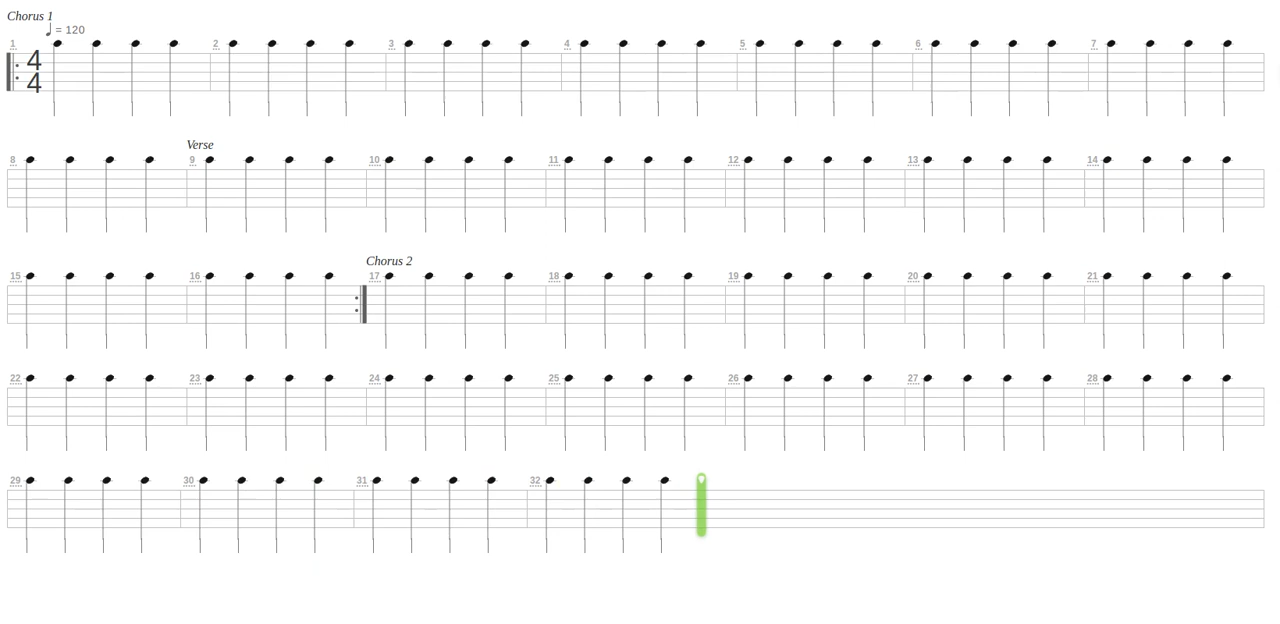 Chorus 1
♩ = 120
1 2 3 4 5 6 7
4
4
Verse
8 9 10 11 12 13 14
Chorus 2
15 16 17 18 19 20 21
22 23 24 25 26 27 28
29 30 31 32